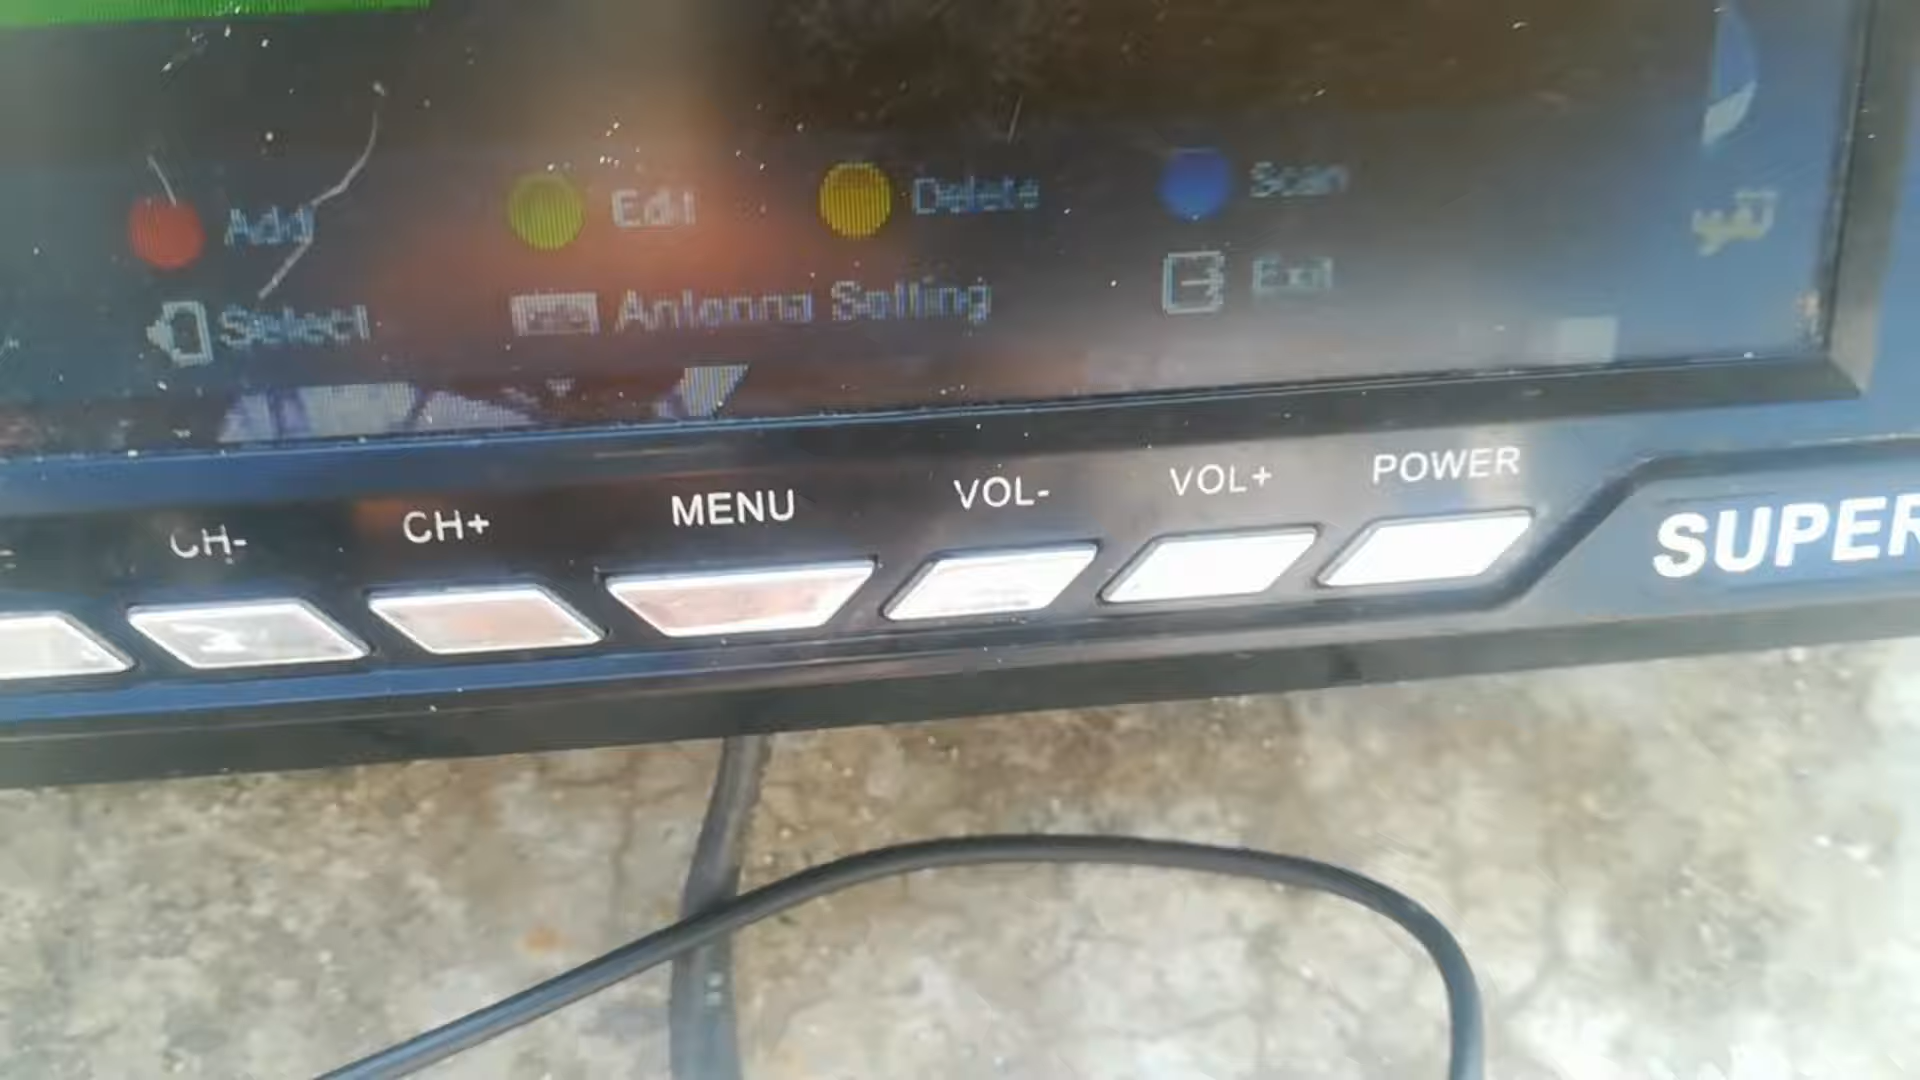 Add Edit Delete Scan
Select Antenna Setting Exit
CH- CH+ MENU VOL- VOL+ POWER
SUPER